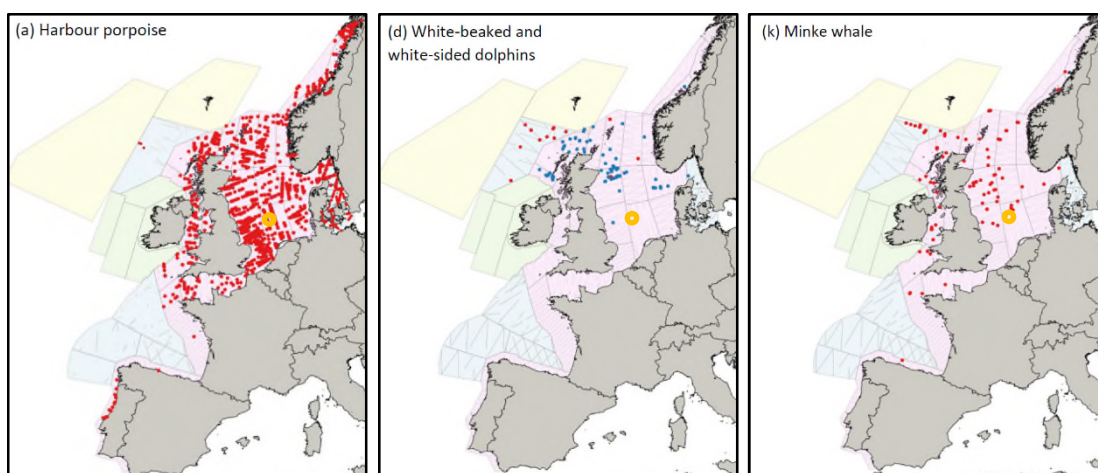 (a) Harbour porpoise
(d) White-beaked and
white-sided dolphins
(k) Minke whale